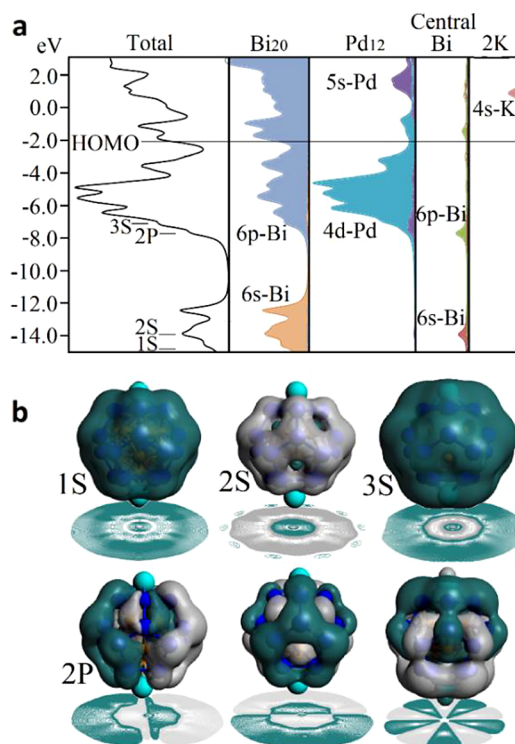 a
Central
eV Total Bi20 Pd12 Bi 2K
2.0
5s-Pd
0.0
4s-K
-2.0
HOMO
-4.0
-6.0
3S
2P
6p-Bi 4d-Pd 6p-Bi
-8.0
-10.0
-12.0
6s-Bi
2S
6s-Bi
-14.0
1S
b
1S 2S 3S
2P